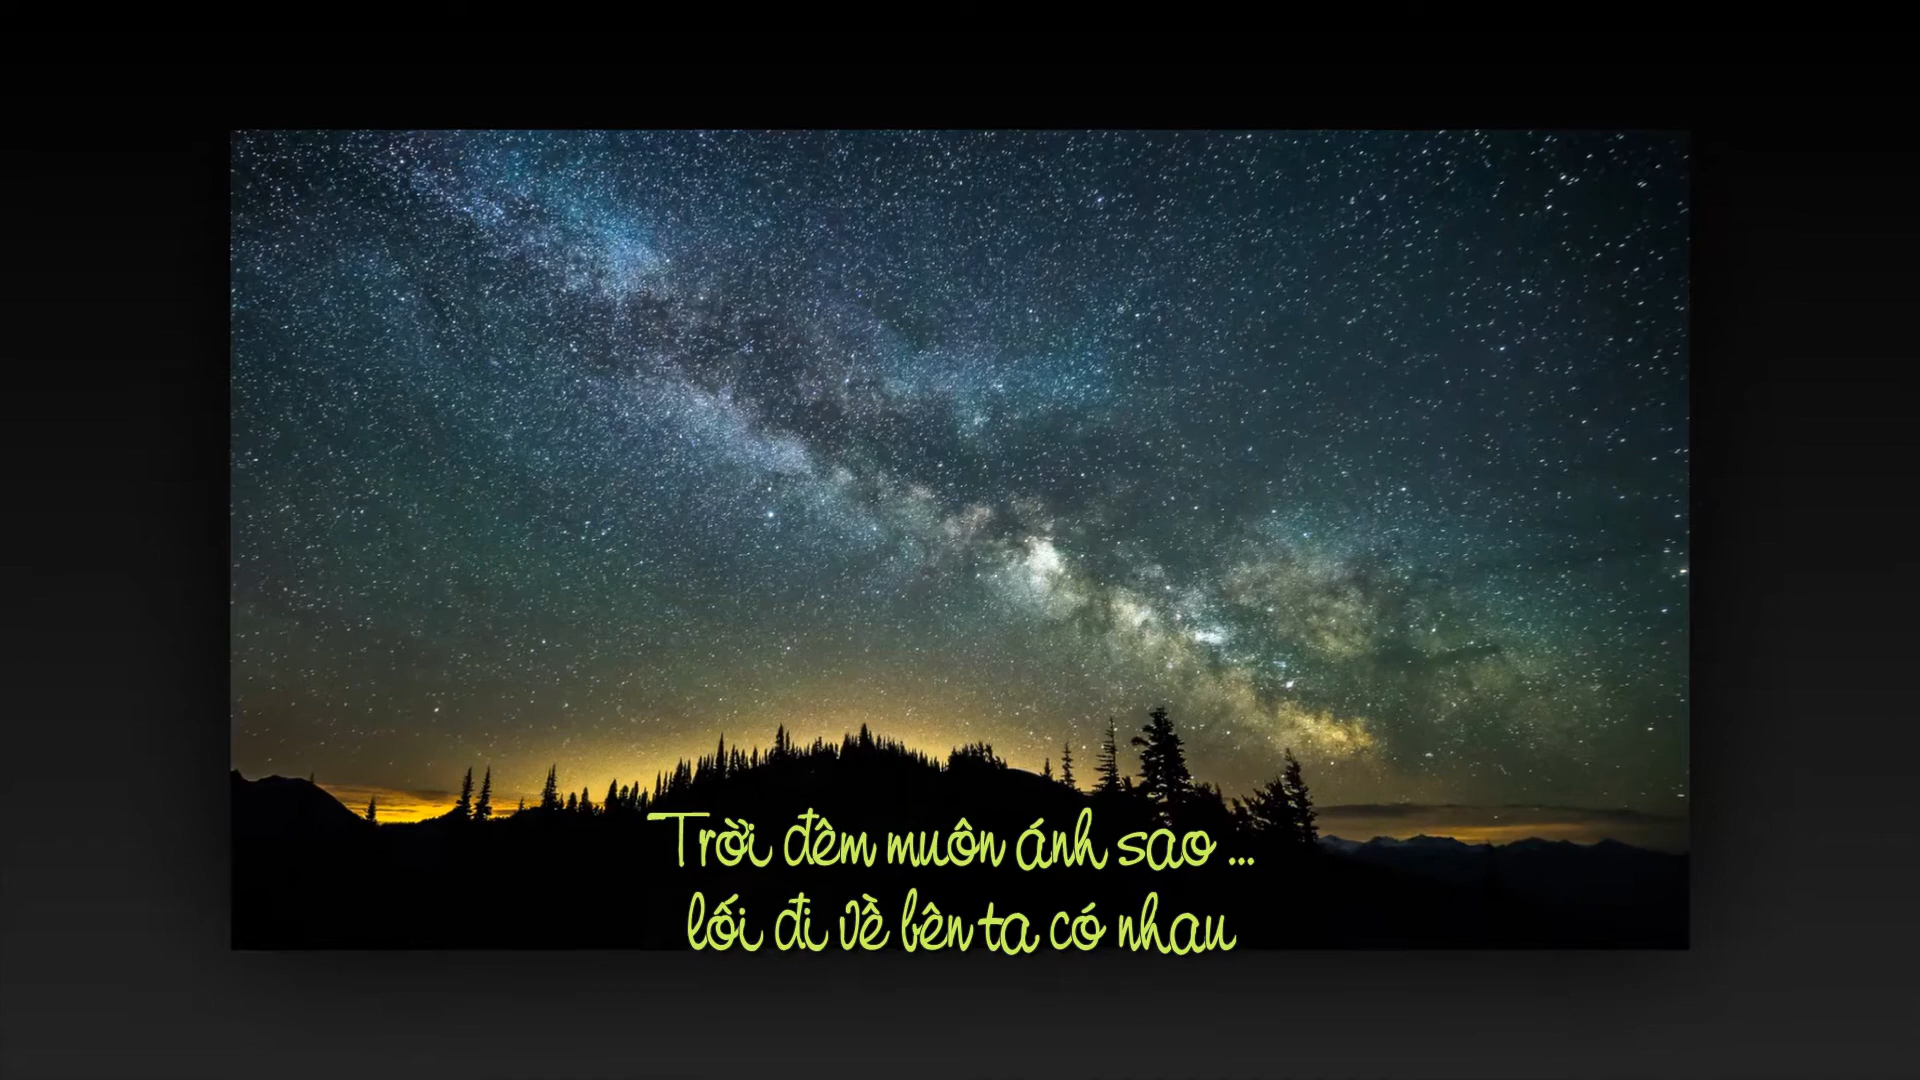 Trời đêm muôn ánh sao ...
lối đi về bên ta có nhau